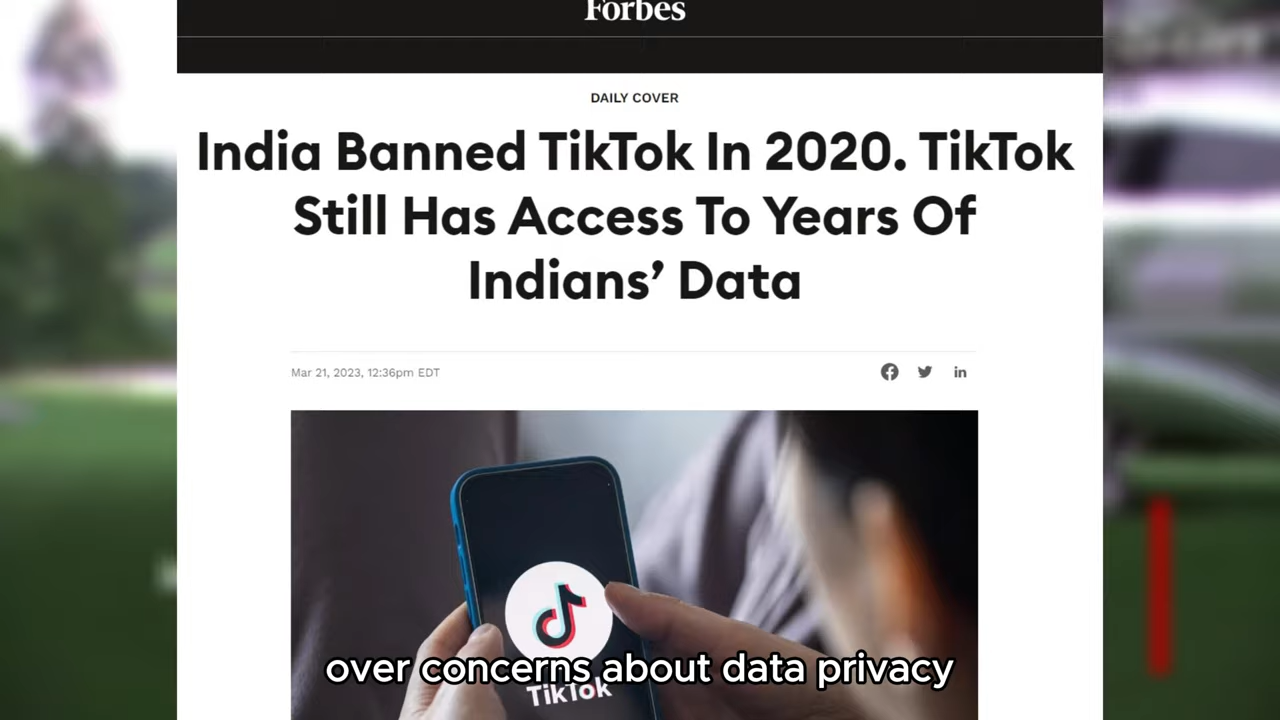 Forbes
DAILY COVER
India Banned TikTok In 2020. TikTok
Still Has Access To Years Of
Indians’ Data
Mar 21, 2023, 12:36pm EDT
in
TikTok
over concerns about data privacy